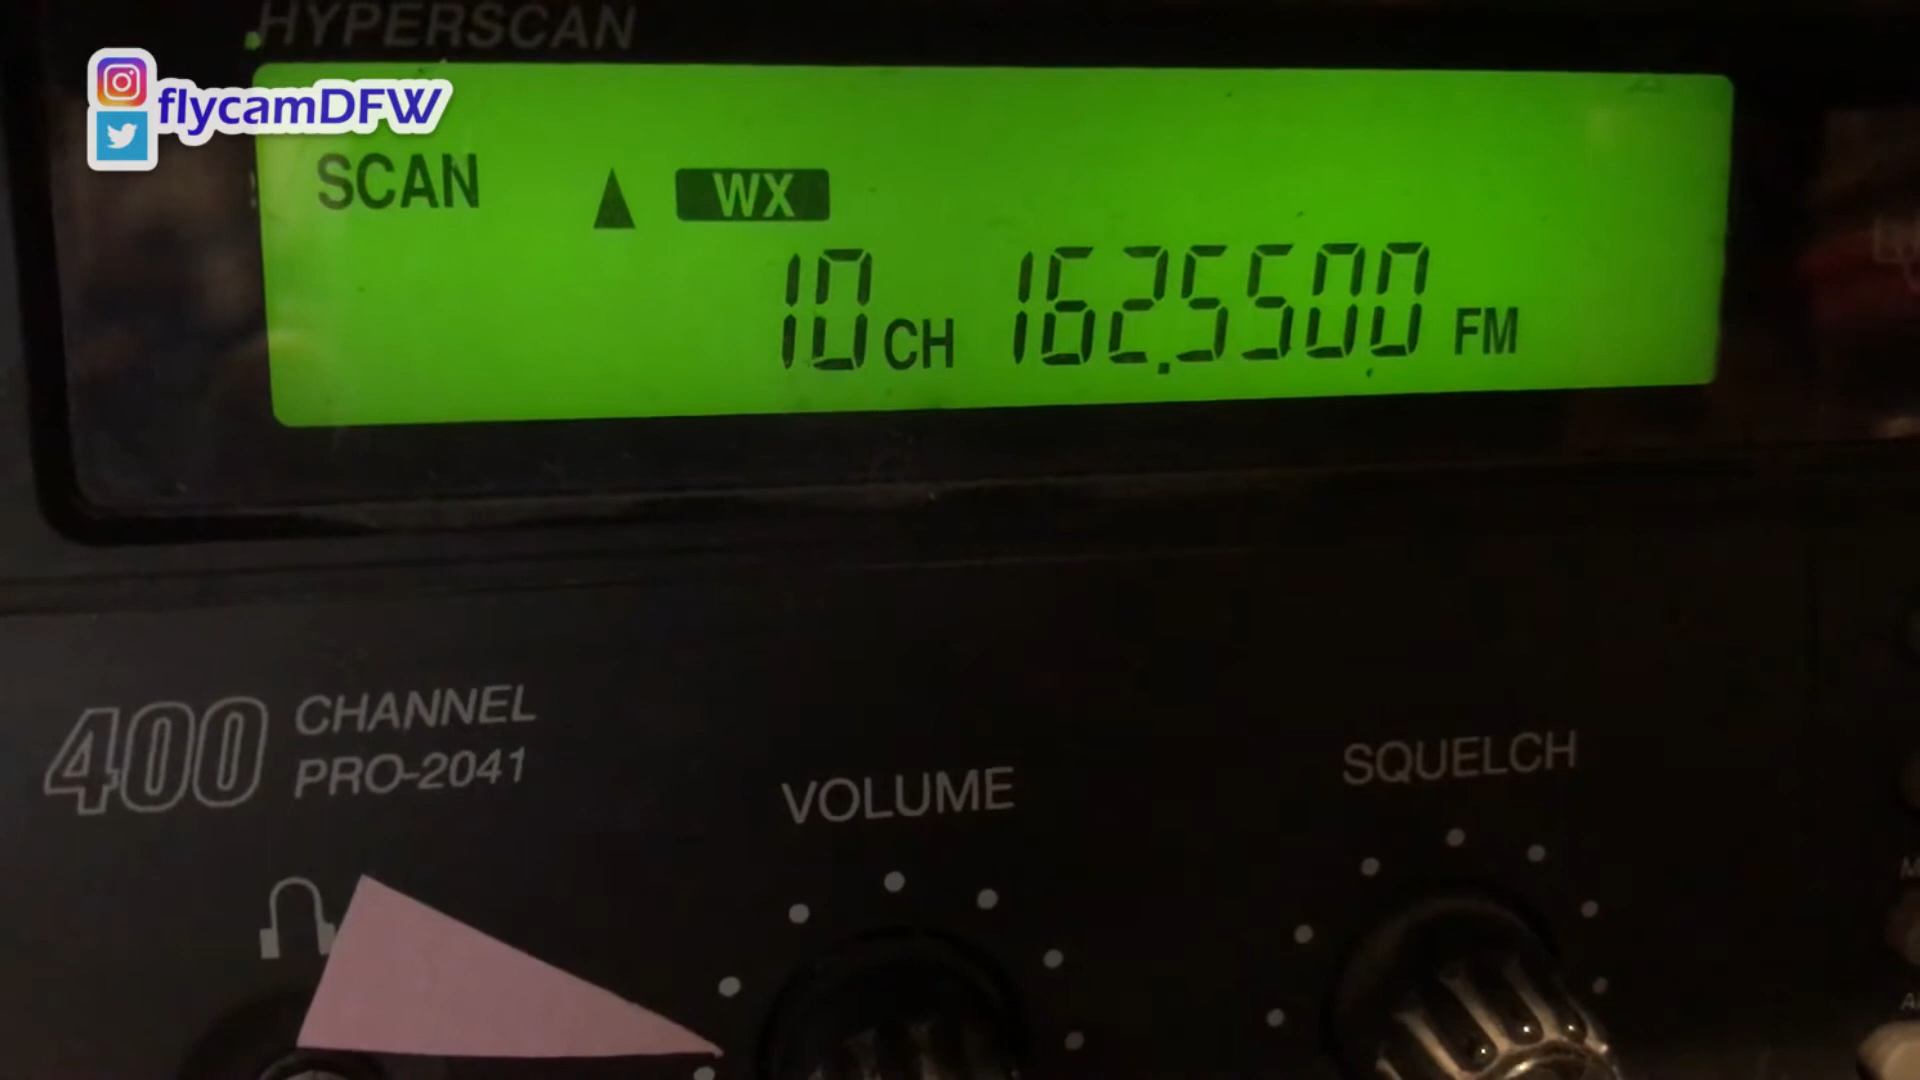 HYPERSCAN
flycamDFW
SCAN ▲ WX
10 CH 162.5500 FM
400 CHANNEL
PRO-2041
VOLUME
SQUELCH